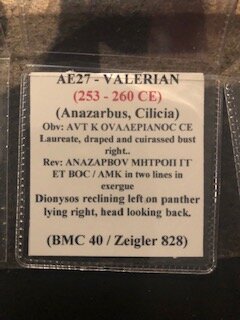 AE27 - VALERIAN
(253 - 260 CE)
(Anazarbus, Cilicia)
Obv: AVT K OVAΛEPIANOC CE
Laureate, draped and cuirassed bust
right..
Rev: ANAZAPBOV MHTPOΠ ΓΓ
ET BOC / AMK in two lines in
exergue
Dionysos reclining left on panther
lying right, head looking back.
(BMC 40 / Zeigler 828)